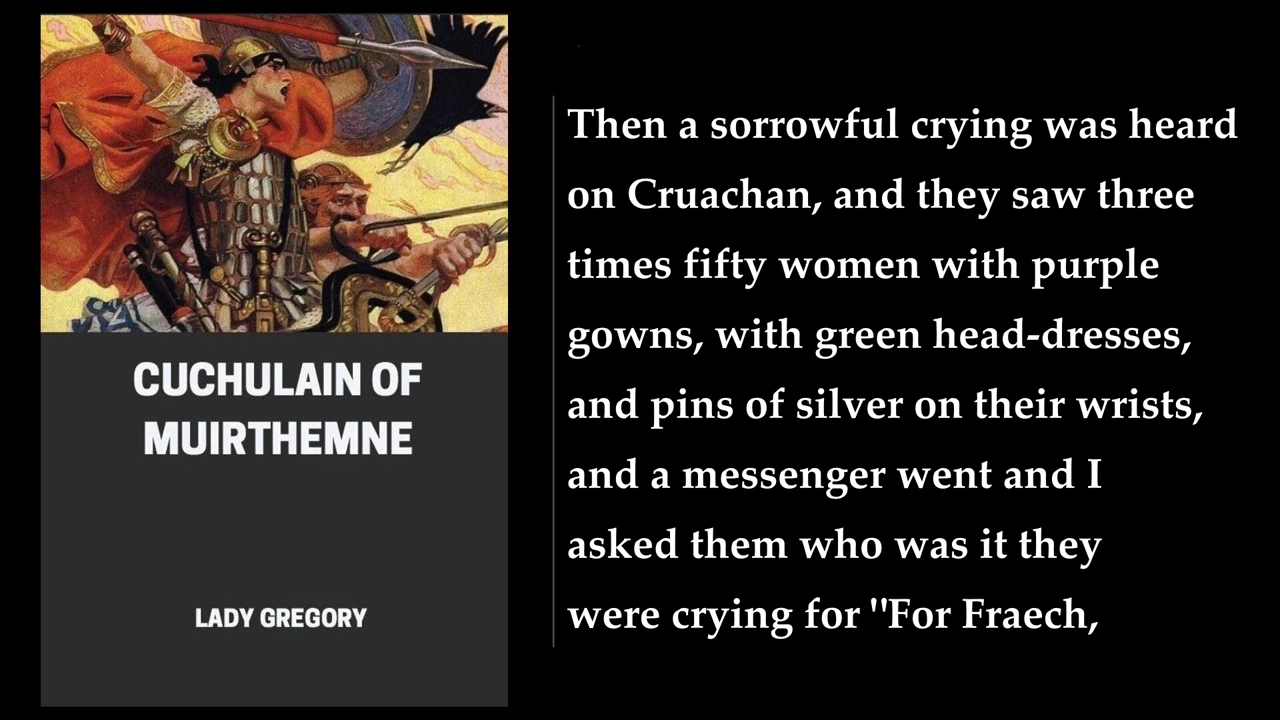 CUCHULAIN OF
MUIRTHEMNE
LADY GREGORY
Then a sorrowful crying was heard
on Cruachan, and they saw three
times fifty women with purple
gowns, with green head-dresses,
and pins of silver on their wrists,
and a messenger went and I
asked them who was it they
were crying for "For Fraech,